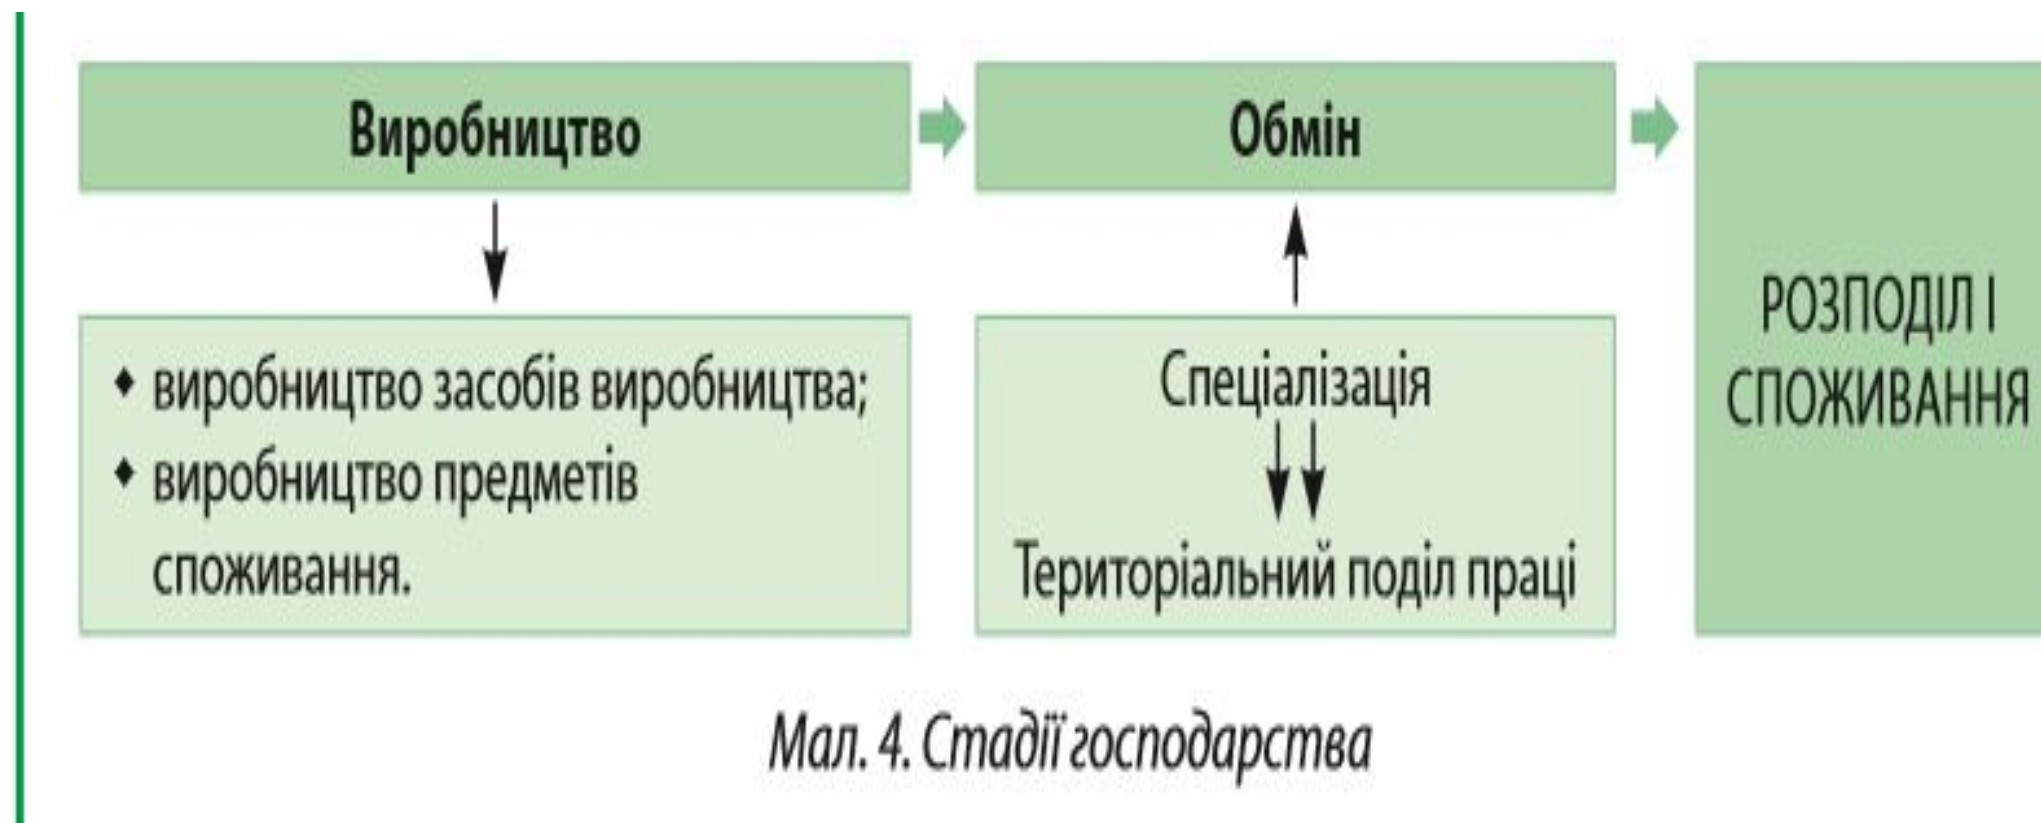 Виробництво
Обмін
◆ виробництво засобів виробництва;
◆ виробництво предметів
споживання.
Спеціалізація
Територіальний поділ праці
РОЗПОДІЛ І
СПОЖИВАННЯ
Мал. 4. Стадії господарства